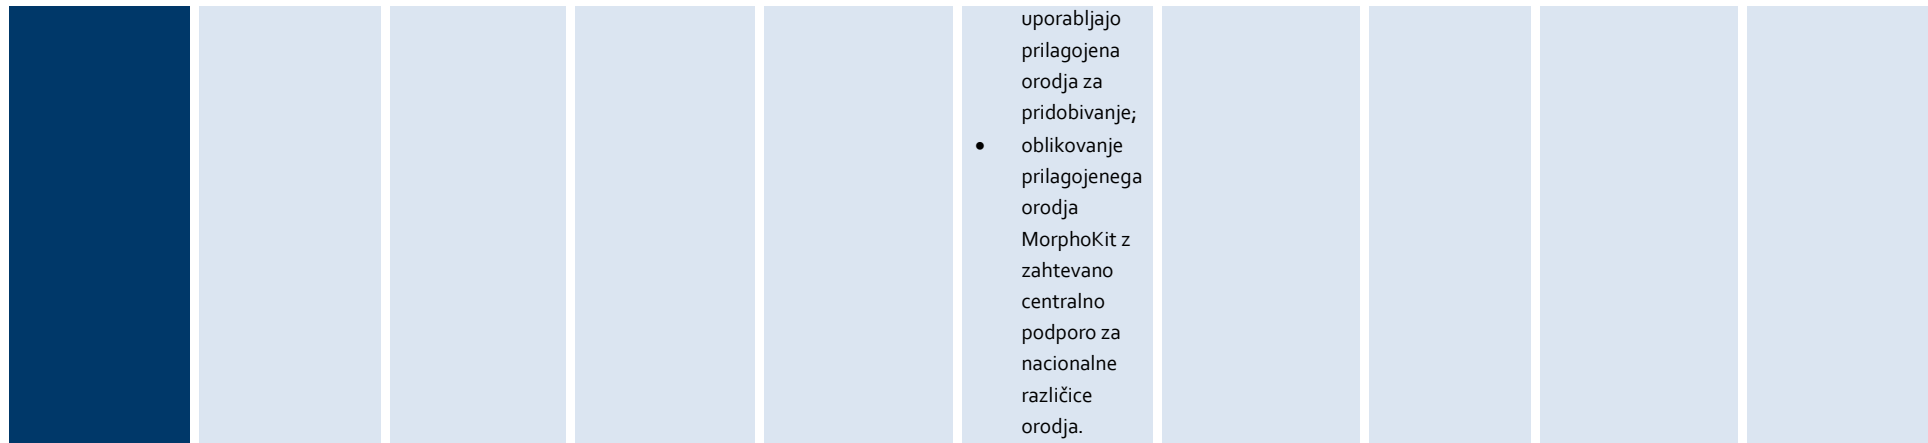 uporabljajo
prilagojena
orodja za
pridobivanje;
• oblikovanje
prilagojenega
orodja
MorphoKit z
zahtevano
centralno
podporo za
nacionalne
različice
orodja.